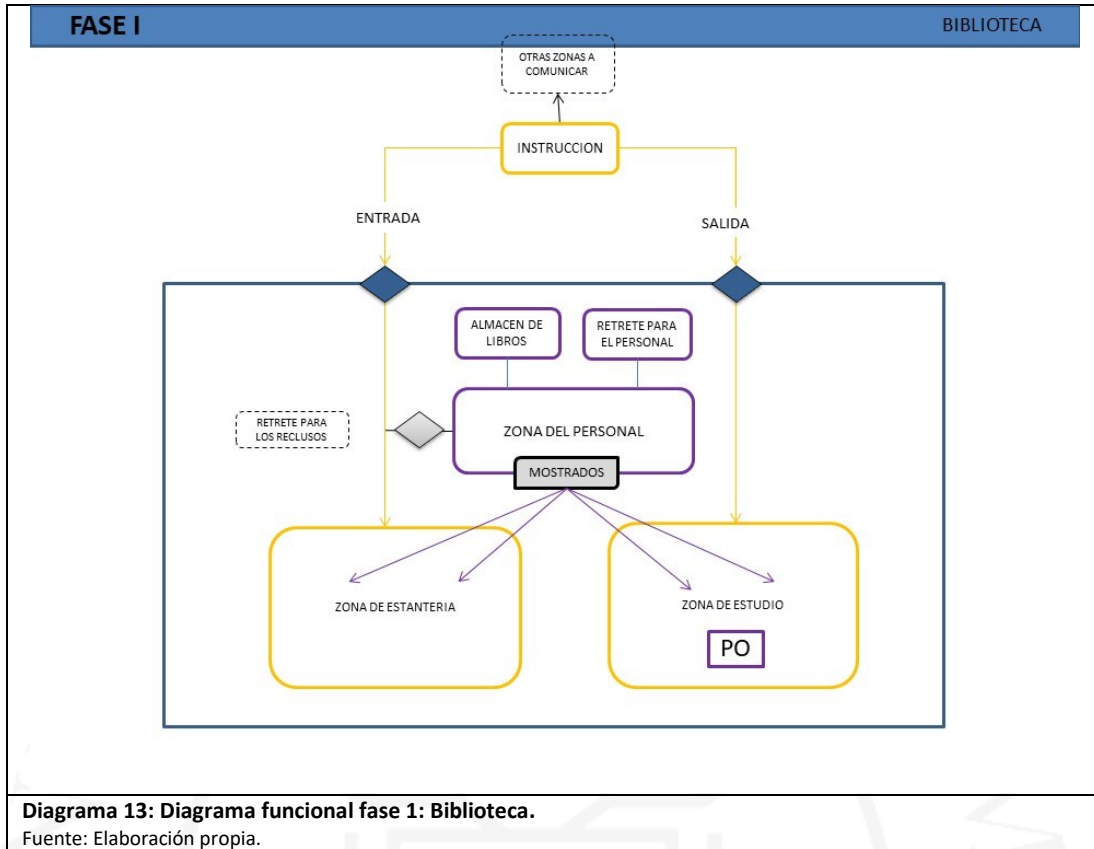 FASE I
BIBLIOTECA
OTRAS ZONAS A
COMUNICAR
INSTRUCCION
ENTRADA
SALIDA
ALMACEN DE
LIBROS
RETRETE PARA
EL PERSONAL
RETRETE PARA
LOS RECLUSOS
ZONA DEL PERSONAL
MOSTRADOS
ZONA DE ESTANTERIA
ZONA DE ESTUDIO
PO
Diagrama 13: Diagrama funcional fase 1: Biblioteca.
Fuente: Elaboración propia.